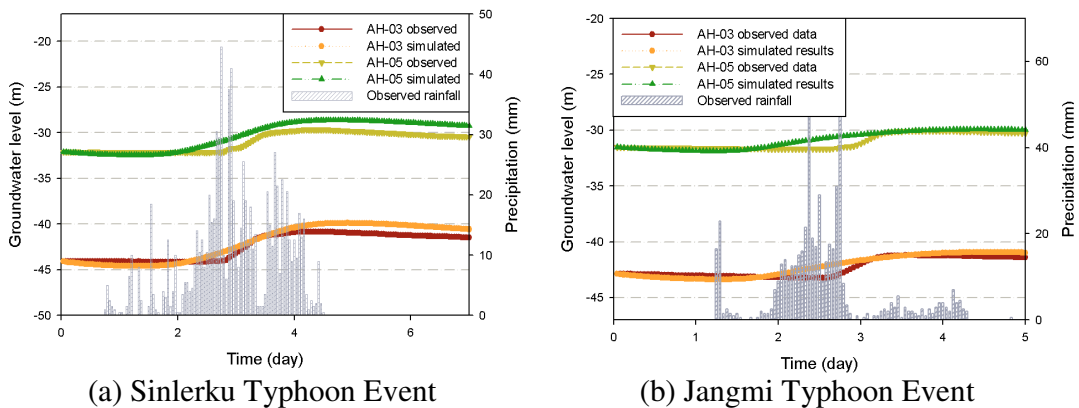 AH-03 observed
AH-03 simulated
AH-05 observed
AH-05 simulated
Observed rainfall
Groundwater level (m)
-20
-25
-30
-35
-40
-45
-50
50
40
30
20
10
0
Precipitation (mm)
0
2
4
6
Time (day)
(a) Sinlerku Typhoon Event
AH-03 observed data
AH-03 simulated results
AH-05 observed data
AH-05 simulated results
Observed rainfall
Groundwater level (m)
-20
-25
-30
-35
-40
-45
60
40
20
0
Precipitation (mm)
0
1
2
3
4
5
Time (day)
(b) Jangmi Typhoon Event